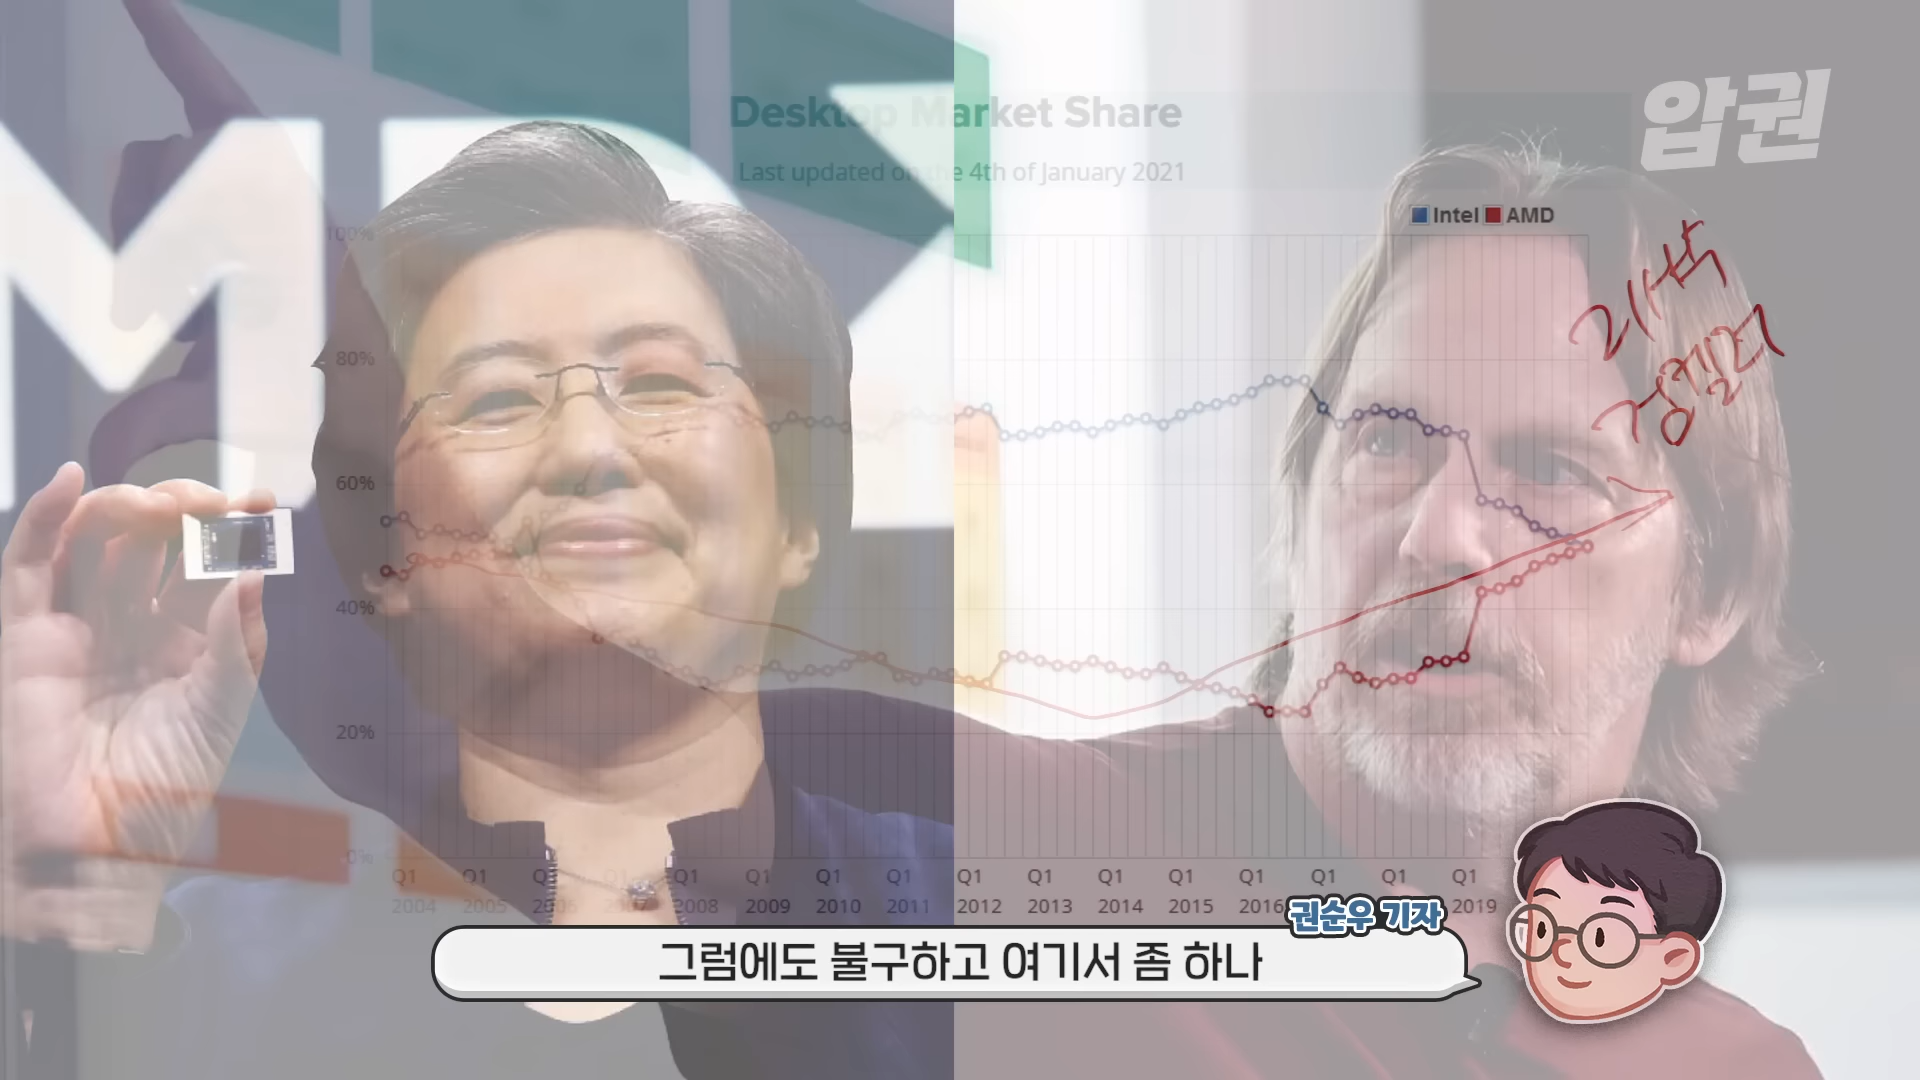 압권
Desktop Market Share
Last updated on the 4th of January 2021
Intel AMD
100%
80%
60%
40%
20%
0%
Q1 Q1 Q1 Q1 Q1 Q1 Q1 Q1 Q1 Q1 Q1 Q1 Q1 Q1 Q1 Q1
2004 2005 2006 2007 2008 2009 2010 2011 2012 2013 2014 2015 2016 2019
권순우 기자
그럼에도 불구하고 여기서 좀 하나